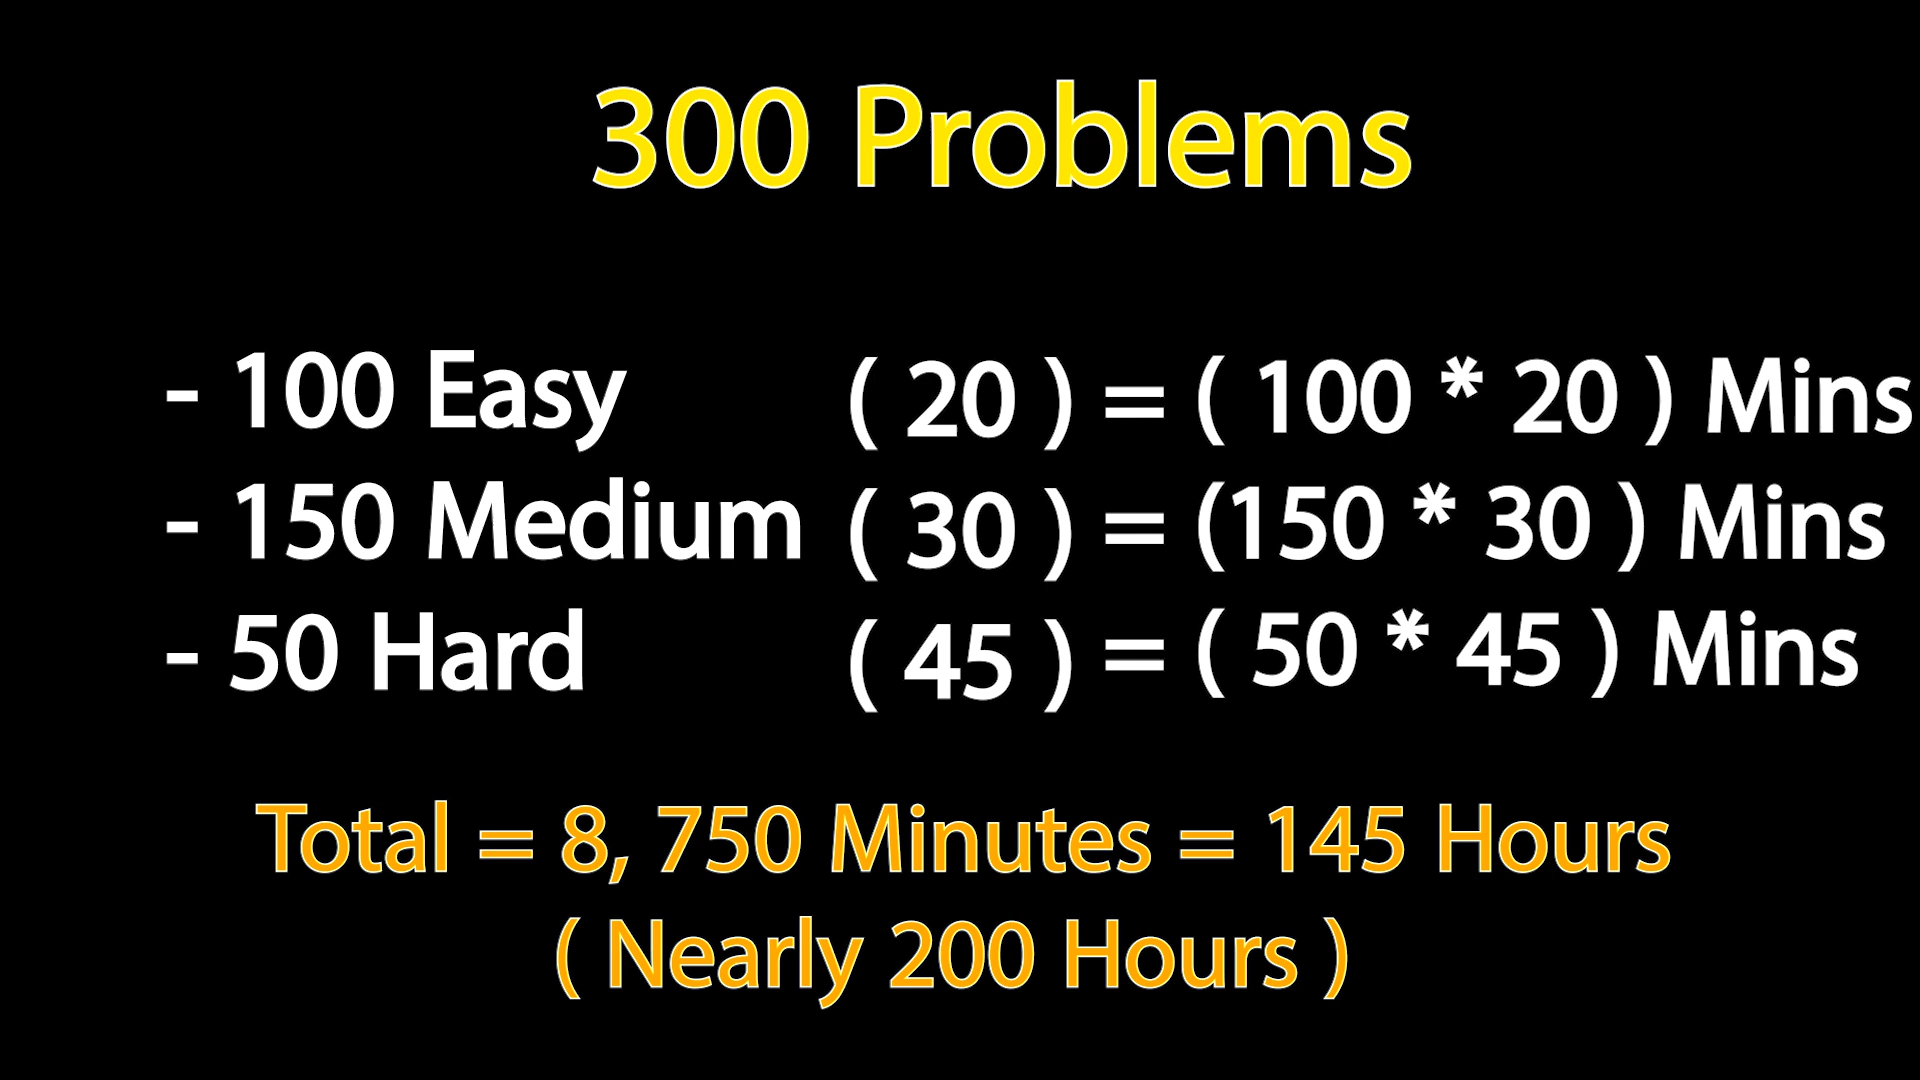 300 Problems
- 100 Easy ( 20 ) = ( 100 * 20 ) Mins
- 150 Medium ( 30 ) = (150 * 30 ) Mins
- 50 Hard ( 45 ) = ( 50 * 45 ) Mins
Total = 8, 750 Minutes = 145 Hours
( Nearly 200 Hours )